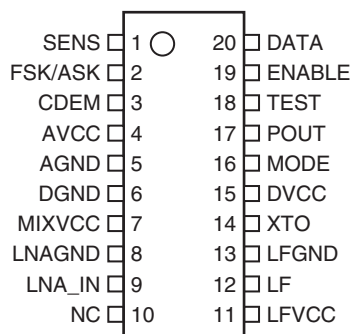 SENS 1 20 DATA
FSK/ASK 2 19 ENABLE
CDEM 3 18 TEST
AVCC 4 17 POUT
AGND 5 16 MODE
DGND 6 15 DVCC
MIXVCC 7 14 XTO
LNAGND 8 13 LFGND
LNA_IN 9 12 LF
NC 10 11 LFVCC